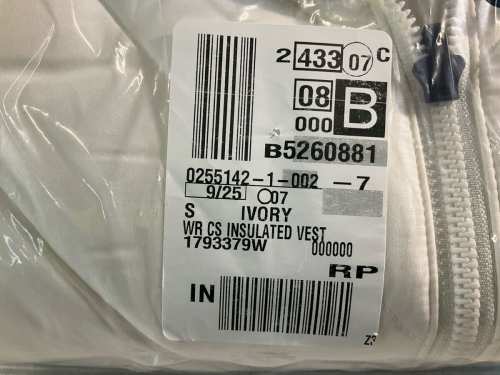 2 433 07 C
08 B
000
B5260881
0255142-1-002 -7
9/25 07
S IVORY
WR CS INSULATED VEST
1793379W 000000
RP
IN
Z3